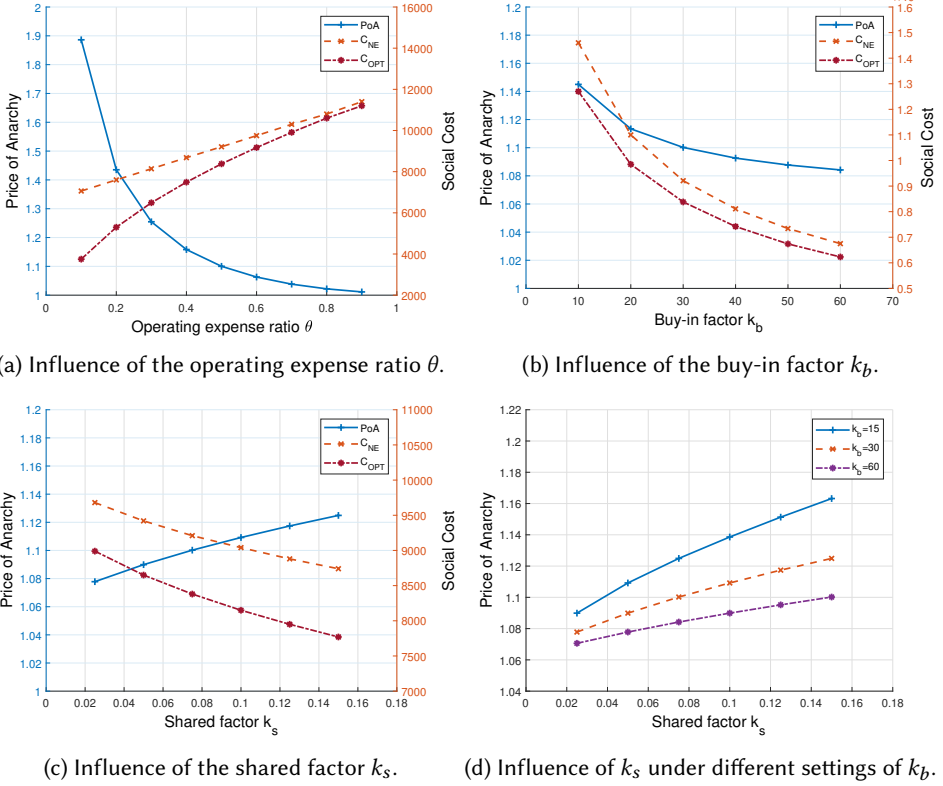 2
1.9
1.8
1.7
1.6
1.5
1.4
1.3
1.2
1.1
1
Price of Anarchy
16000
14000
12000
10000
8000
6000
4000
2000
Social Cost
PoA
C_NE
C_OPT
0 0.2 0.4 0.6 0.8 1
Operating expense ratio θ
(a) Influence of the operating expense ratio θ.
1.2
1.18
1.16
1.14
1.12
1.1
1.08
1.06
1.04
1.02
1
Price of Anarchy
1.6
1.5
1.4
1.3
1.2
1.1
1
0.9
0.8
0.7
0.6
0.5
Social Cost
PoA
C_NE
C_OPT
0 10 20 30 40 50 60 70
Buy-in factor k_b
(b) Influence of the buy-in factor k_b.
1.2
1.18
1.16
1.14
1.12
1.1
1.08
1.06
1.04
1.02
1
Price of Anarchy
11000
10500
10000
9500
9000
8500
8000
7500
7000
Social Cost
PoA
C_NE
C_OPT
0 0.02 0.04 0.06 0.08 0.1 0.12 0.14 0.16 0.18
Shared factor k_s
(c) Influence of the shared factor k_s.
1.22
1.2
1.18
1.16
1.14
1.12
1.1
1.08
1.06
1.04
Price of Anarchy
k_b=15
k_b=30
k_b=60
0 0.02 0.04 0.06 0.08 0.1 0.12 0.14 0.16 0.18
Shared factor k_s
(d) Influence of k_s under different settings of k_b.